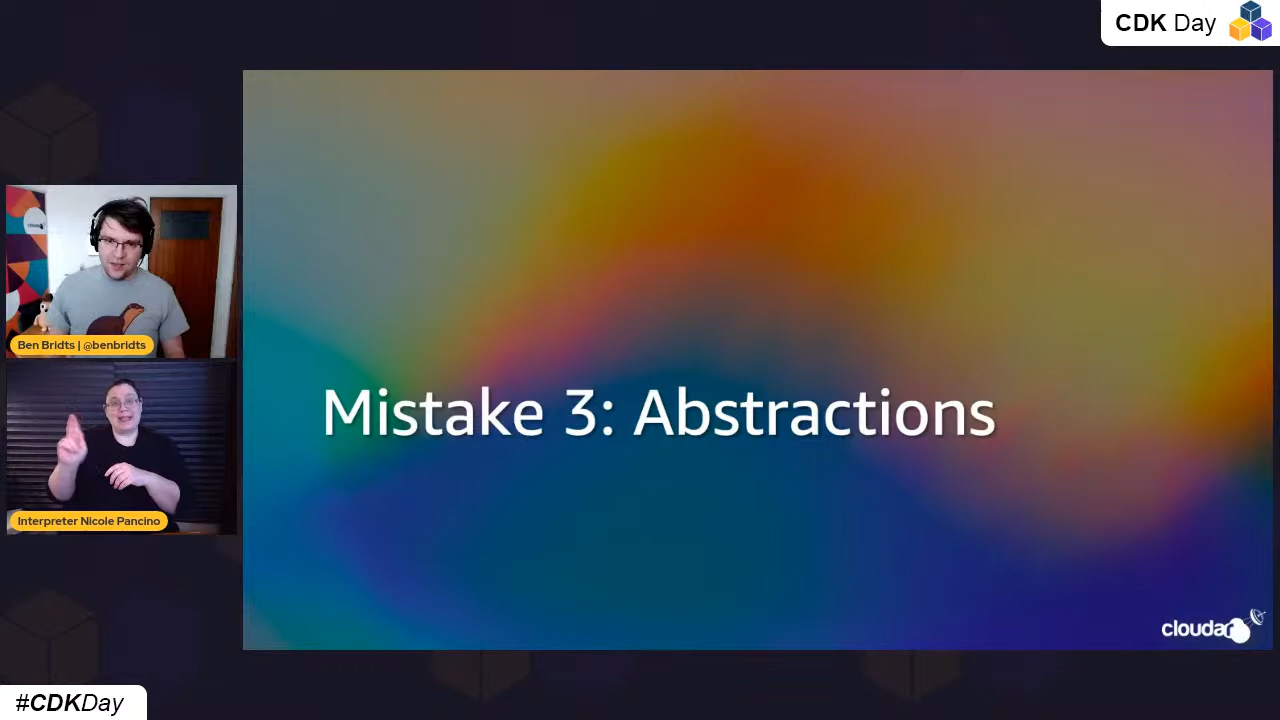 CDK Day
Mistake 3: Abstractions
Ben Bridts | @benbridts
Interpreter Nicole Pancino
cloudar
#CDKDay